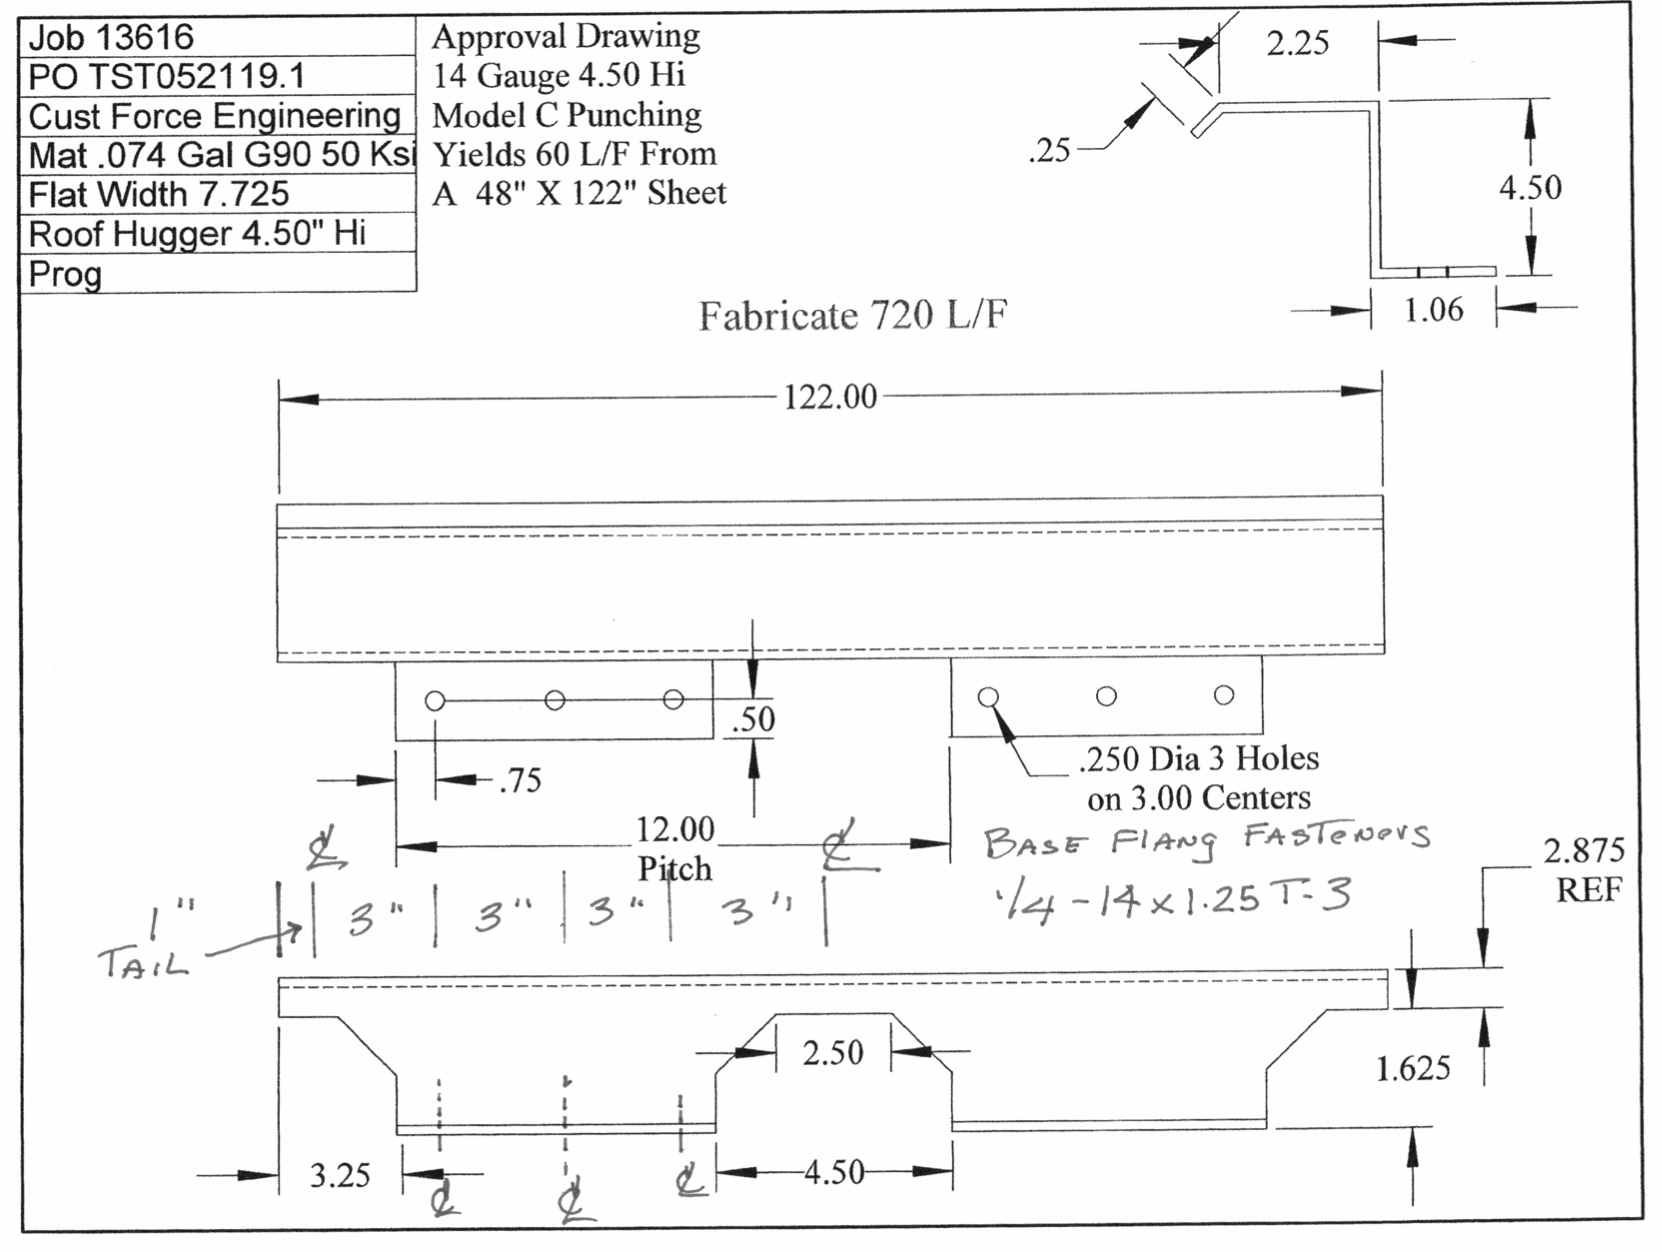 Job 13616
PO TST052119.1
Cust Force Engineering
Mat .074 Gal G90 50 Ksi
Flat Width 7.725
Roof Hugger 4.50" Hi
Prog
Approval Drawing
14 Gauge 4.50 Hi
Model C Punching
Yields 60 L/F From
A 48" X 122" Sheet
2.25
.25
4.50
1.06
Fabricate 720 L/F
122.00
.50
.75
.250 Dia 3 Holes
on 3.00 Centers
12.00
Pitch
℄
℄
BASE FlANg FASTeNerS
1/4-14x1.25 T-3
2.875
REF
1"
TAIL
3" 3" 3" 3"
2.50
1.625
3.25
4.50
℄
℄
℄